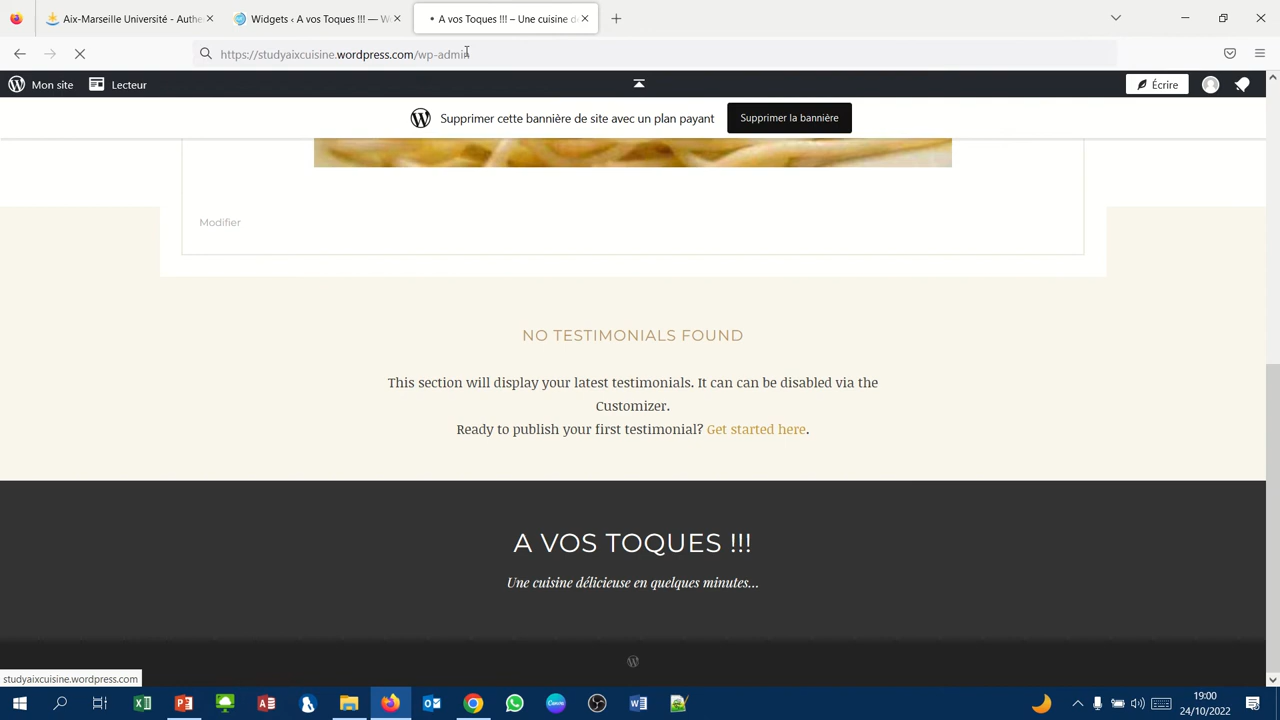 Aix-Marseille Université - Authe
Widgets ‹ A vos Toques !!! — W
A vos Toques !!! – Une cuisine d
https://studyaixcuisine.wordpress.com/wp-admin
Mon site
Lecteur
Écrire
Supprimer cette bannière de site avec un plan payant
Supprimer la bannière
Modifier
NO TESTIMONIALS FOUND
This section will display your latest testimonials. It can can be disabled via the
Customizer.
Ready to publish your first testimonial? Get started here.
A VOS TOQUES !!!
Une cuisine délicieuse en quelques minutes...
studyaixcuisine.wordpress.com
19:00
24/10/2022